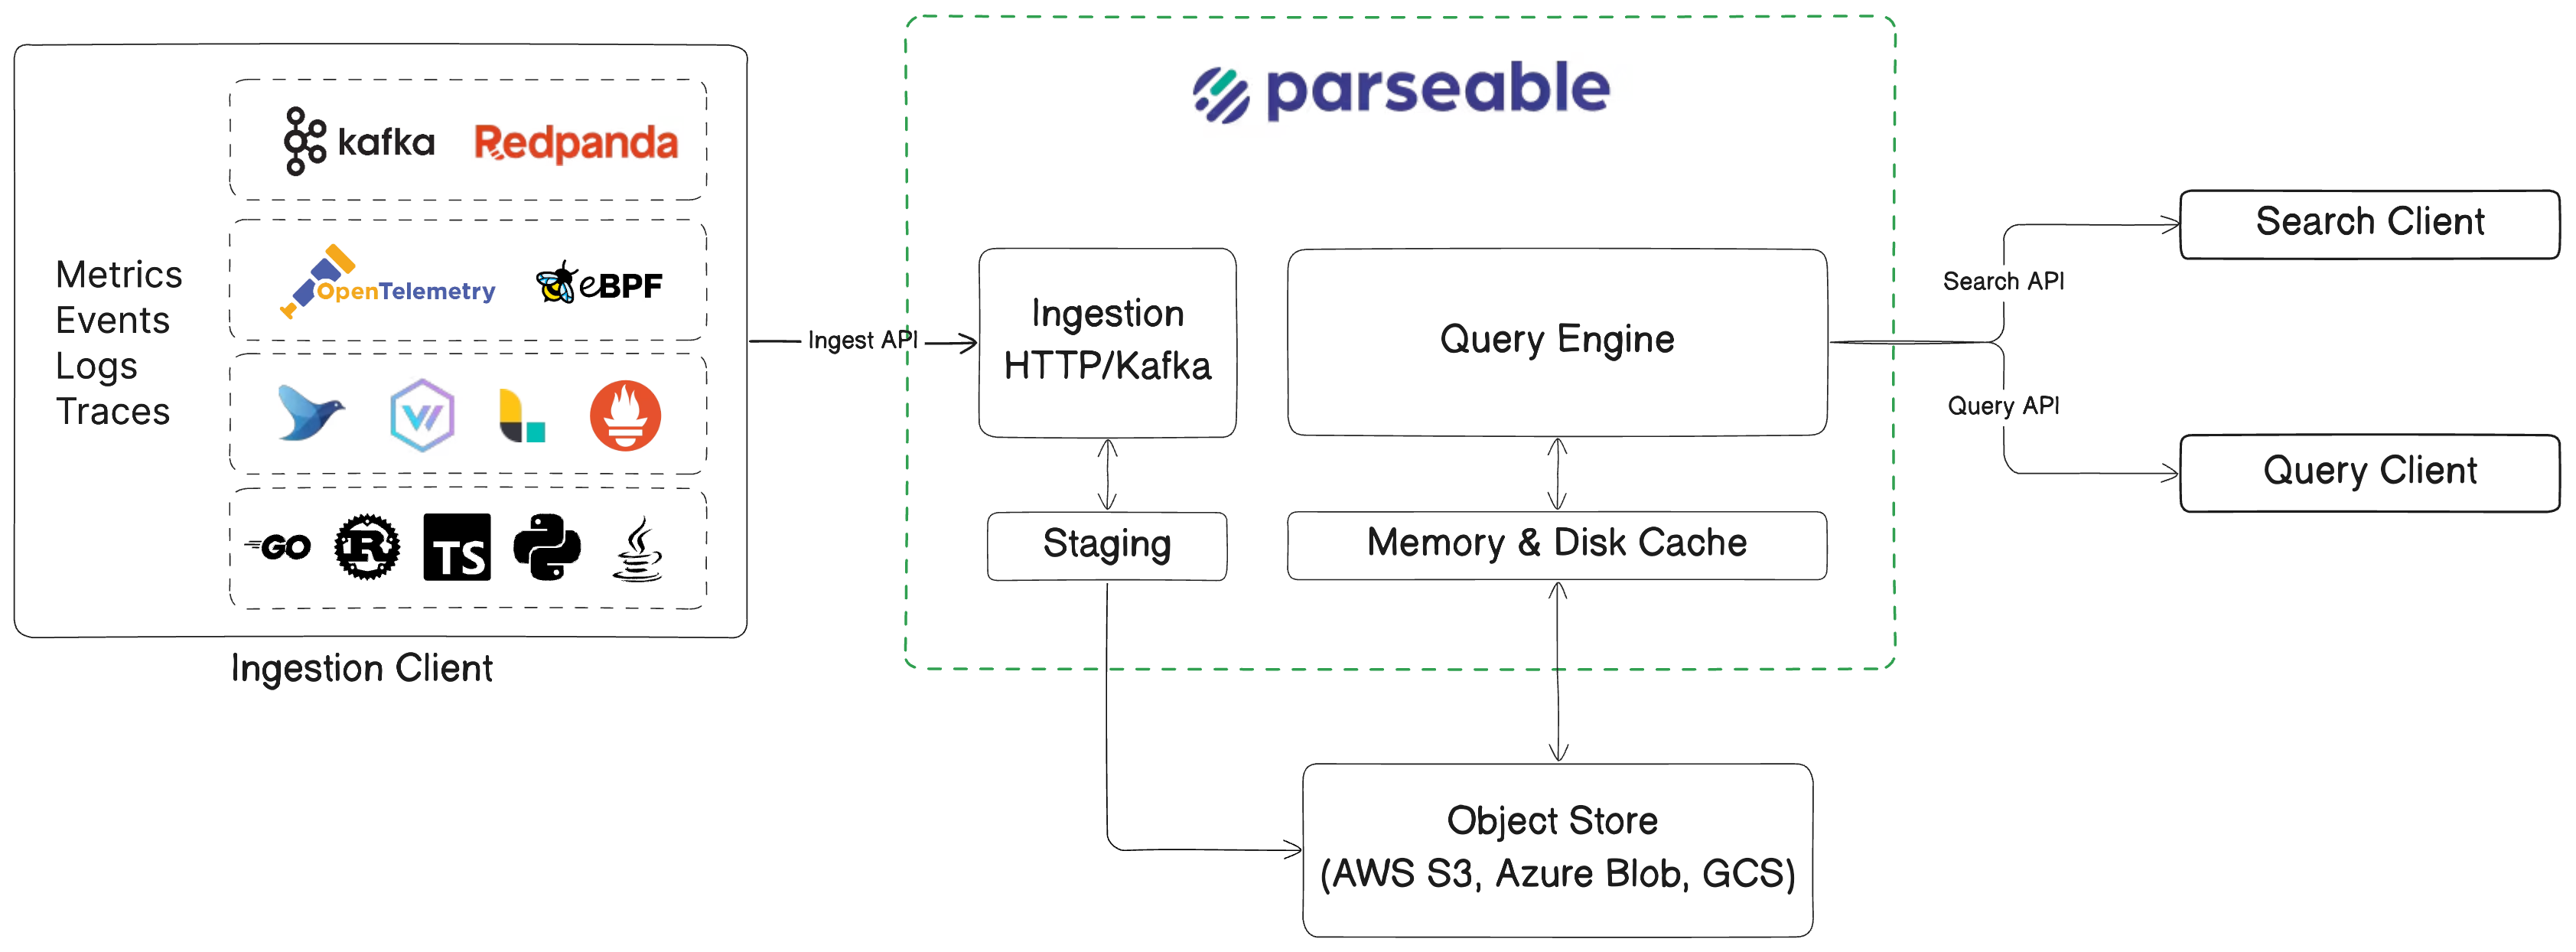 Metrics
Events
Logs
Traces
kafka
Redpanda
OpenTelemetry
eBPF
GO
R
TS
Ingestion Client
Ingest API
parseable
Ingestion
HTTP/Kafka
Query Engine
Staging
Memory & Disk Cache
Object Store
(AWS S3, Azure Blob, GCS)
Search API
Query API
Search Client
Query Client